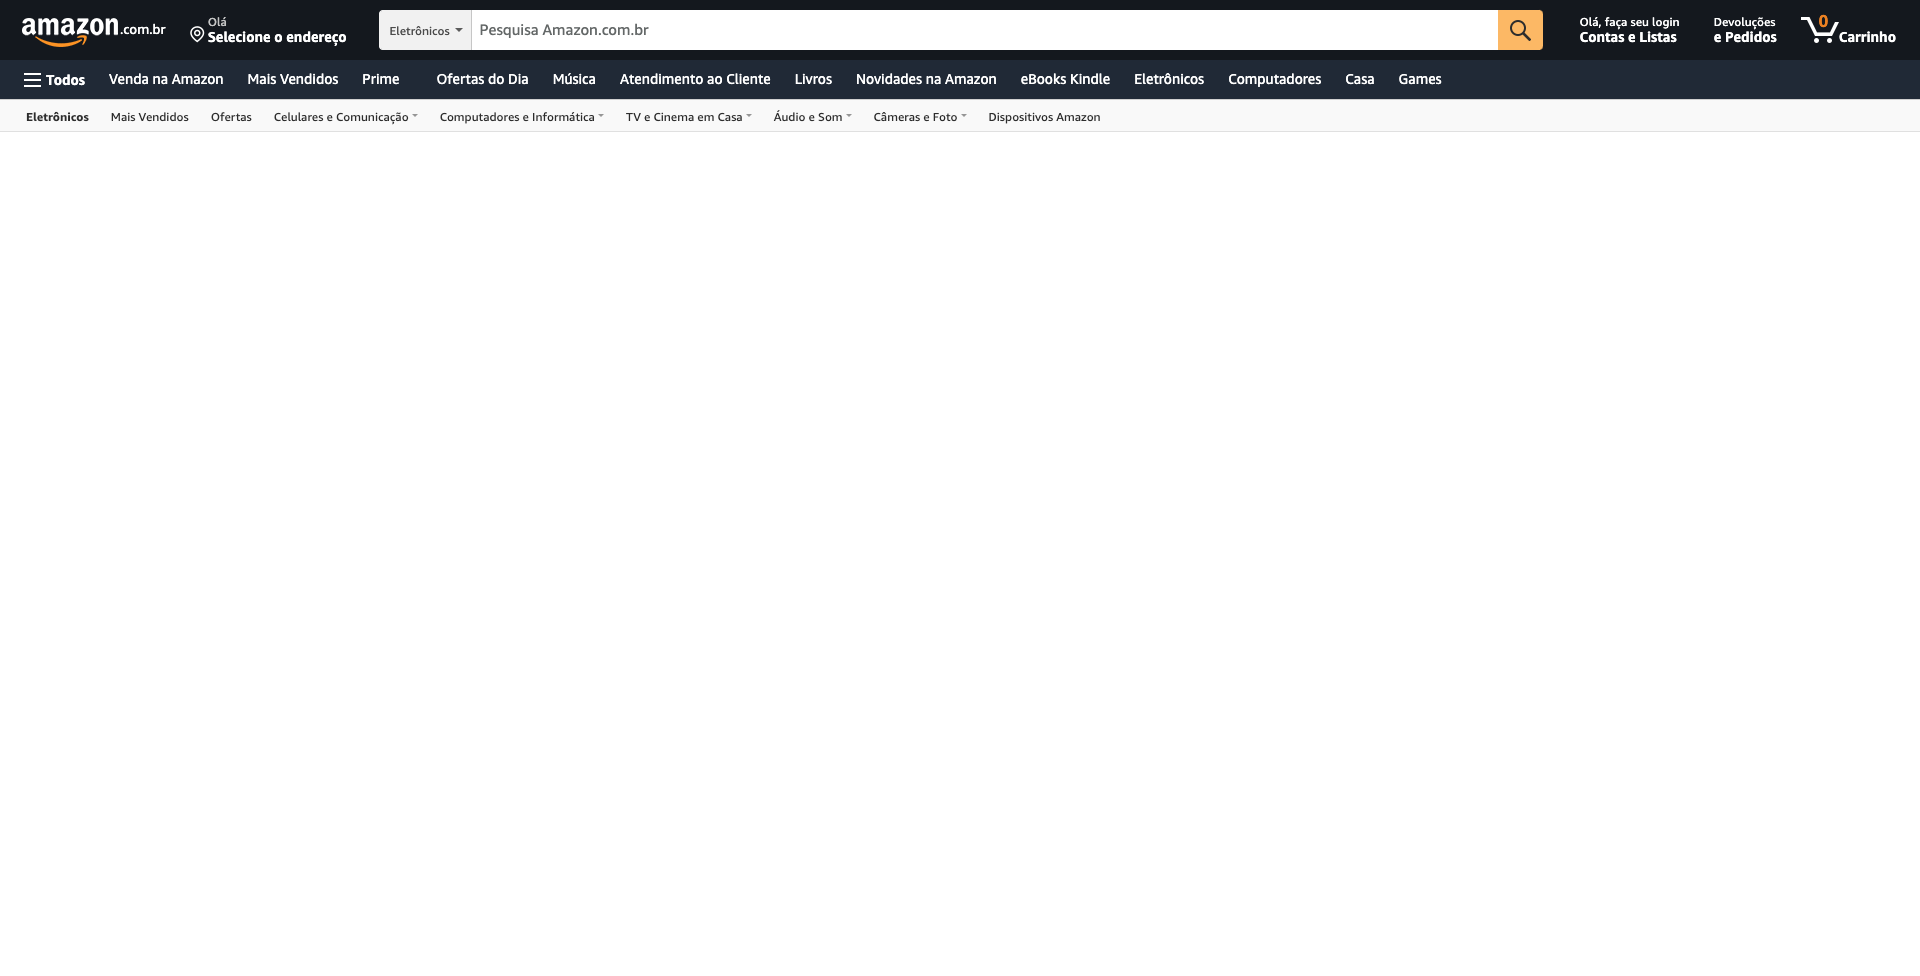 amazon.com.br
Olá
Selecione o endereço
Eletrônicos
Pesquisa Amazon.com.br
Olá, faça seu login
Contas e Listas
Devoluções
e Pedidos
0
Carrinho
Todos Venda na Amazon Mais Vendidos Prime Ofertas do Dia Música Atendimento ao Cliente Livros Novidades na Amazon eBooks Kindle Eletrônicos Computadores Casa Games
Eletrônicos Mais Vendidos Ofertas Celulares e Comunicação Computadores e Informática TV e Cinema em Casa Áudio e Som Câmeras e Foto Dispositivos Amazon